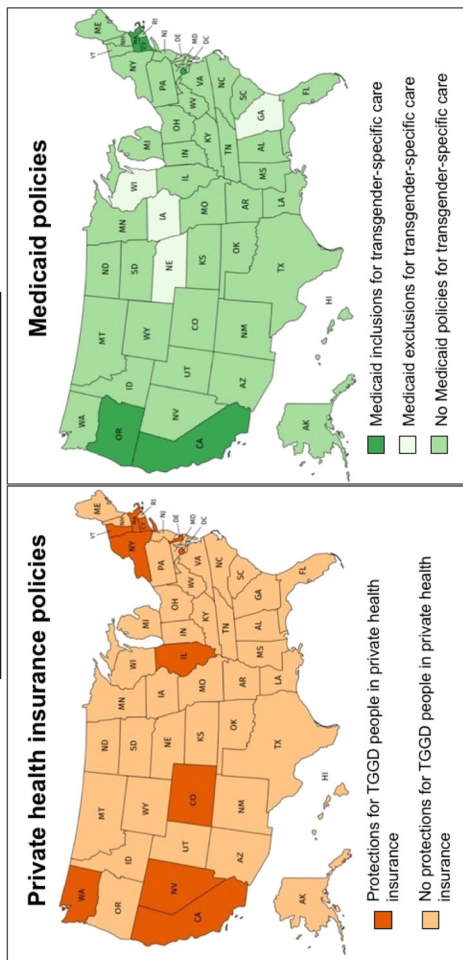 Private health insurance policies
WA
OR
CA
NV
ID
MT
WY
UT
AZ
CO
NM
ND
SD
NE
KS
OK
TX
MN
IA
MO
AR
LA
WI
IL
MI
IN
OH
KY
TN
MS
AL
GA
FL
SC
NC
VA
WV
PA
NY
VT
ME
RI
NJ
DE
MD
DC
AK
HI
Protections for TGGD people in private health
insurance
No protections for TGGD people in private health
insurance
Medicaid policies
WA
OR
CA
NV
ID
MT
WY
UT
AZ
CO
NM
ND
SD
NE
KS
OK
TX
MN
IA
MO
AR
LA
WI
IL
MI
IN
OH
KY
TN
MS
AL
GA
FL
SC
NC
VA
WV
PA
NY
VT
ME
RI
NJ
DE
MD
DC
AK
HI
Medicaid inclusions for transgender-specific care
Medicaid exclusions for transgender-specific care
No Medicaid policies for transgender-specific care